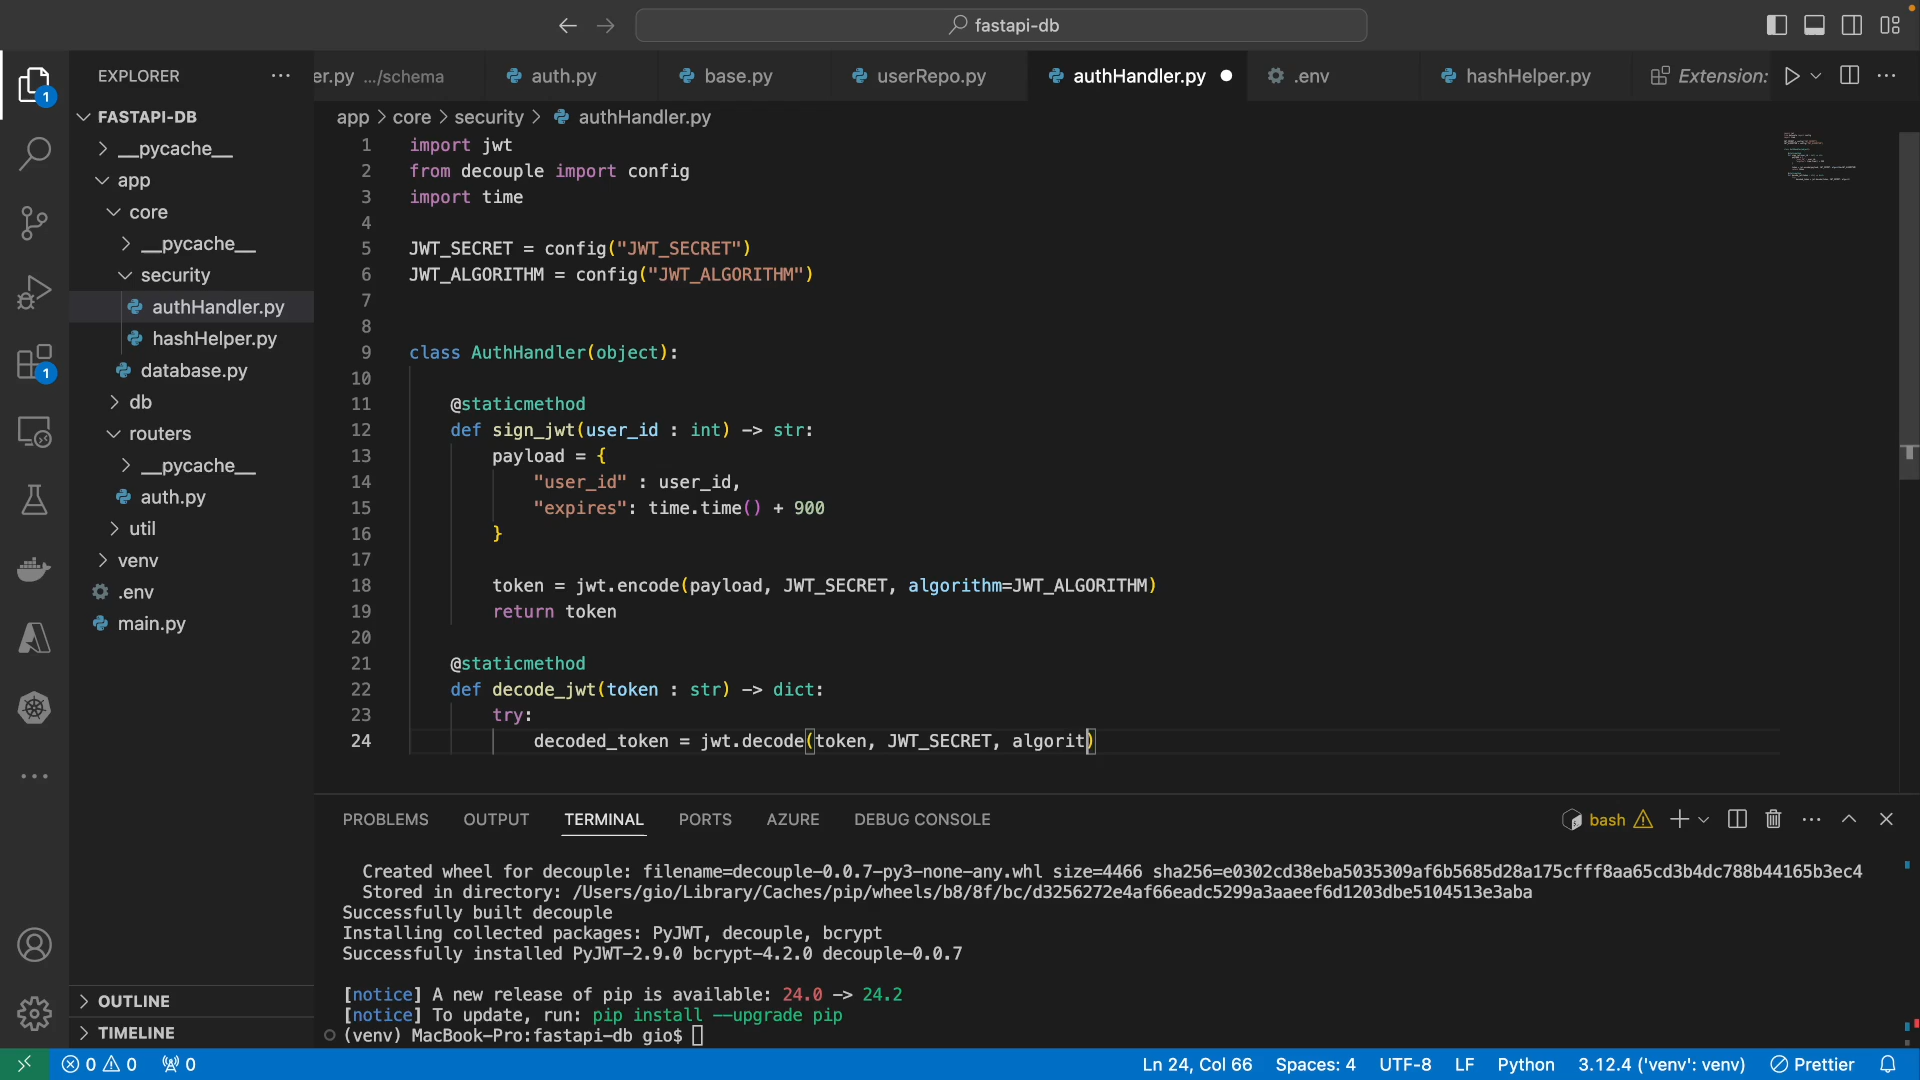 fastapi-db
EXPLORER
er.py .../schema
auth.py
base.py
userRepo.py
authHandler.py
.env
hashHelper.py
Extension:
FASTAPI-DB
__pycache__
app
core
__pycache__
security
authHandler.py
hashHelper.py
database.py
db
routers
__pycache__
auth.py
util
venv
.env
main.py
OUTLINE
TIMELINE
1
1
app > core > security > authHandler.py
1 import jwt
2 from decouple import config
3 import time
4
5 JWT_SECRET = config("JWT_SECRET")
6 JWT_ALGORITHM = config("JWT_ALGORITHM")
7
8
9 class AuthHandler(object):
10
11 @staticmethod
12 def sign_jwt(user_id : int) -> str:
13 payload = {
14 "user_id" : user_id,
15 "expires": time.time() + 900
16 }
17
18 token = jwt.encode(payload, JWT_SECRET, algorithm=JWT_ALGORITHM)
19 return token
20
21 @staticmethod
22 def decode_jwt(token : str) -> dict:
23 try:
24 decoded_token = jwt.decode(token, JWT_SECRET, algorit)
PROBLEMS OUTPUT TERMINAL PORTS AZURE DEBUG CONSOLE
bash
Created wheel for decouple: filename=decouple-0.0.7-py3-none-any.whl size=4466 sha256=e0302cd38eba5035309af6b5685d28a175cfff8aa65cd3b4dc788b44165b3ec4
Stored in directory: /Users/gio/Library/Caches/pip/wheels/b8/8f/bc/d3256272e4af66eadc5299a3aaeef6d1203dbe5104513e3aba
Successfully built decouple
Installing collected packages: PyJWT, decouple, bcrypt
Successfully installed PyJWT-2.9.0 bcrypt-4.2.0 decouple-0.0.7
[notice] A new release of pip is available: 24.0 -> 24.2
[notice] To update, run: pip install --upgrade pip
(venv) MacBook-Pro:fastapi-db gio$
0 0 0
Ln 24, Col 66 Spaces: 4 UTF-8 LF Python 3.12.4 ('venv': venv) Prettier